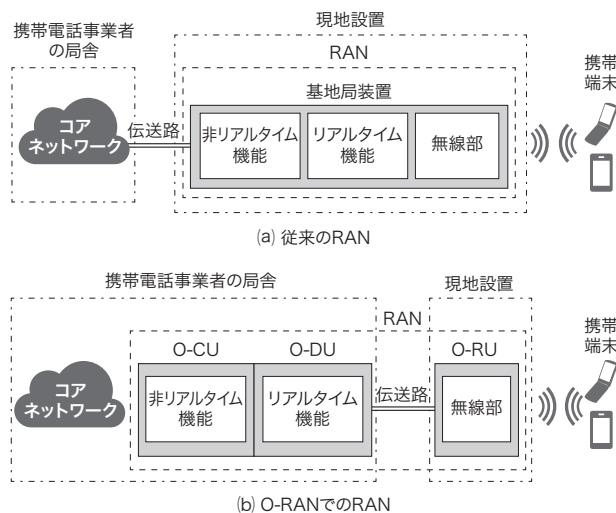 携帯電話事業者
の局舎
現地設置
RAN
基地局装置
携帯
端末
コア
ネットワーク
伝送路
非リアルタイム
機能
リアルタイム
機能
無線部
(a) 従来のRAN
携帯電話事業者の局舎
現地設置
RAN
O-CU
O-DU
O-RU
携帯
端末
コア
ネットワーク
非リアルタイム
機能
リアルタイム
機能
伝送路
無線部
(b) O-RANでのRAN